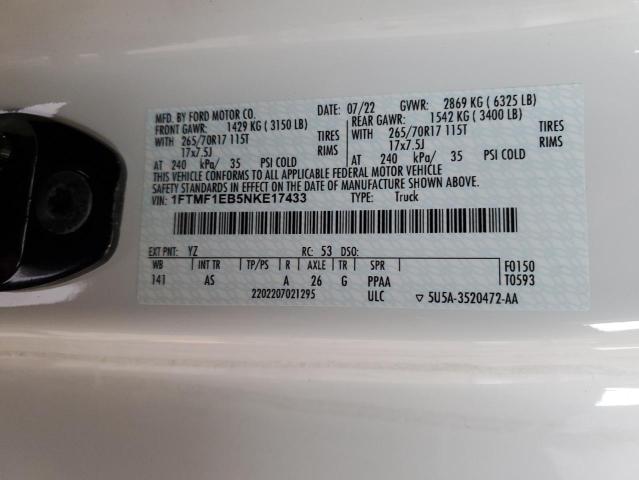 MFD. BY FORD MOTOR CO. 07/22 GVWR: 2869 KG ( 6325 LB)
FRONT GAWR: 1429 KG ( 3150 LB) REAR GAWR: 1542 KG ( 3400 LB)
WITH 265/70R17 115T TIRES WITH 265/70R17 115T TIRES
17x7.5J RIMS 17x7.5J RIMS
AT 240 kPa/ 35 PSI COLD AT 240 kPa/ 35 PSI COLD
THIS VEHICLE CONFORMS TO ALL APPLICABLE FEDERAL MOTOR VEHICLE
SAFETY STANDARDS IN EFFECT ON THE DATE OF MANUFACTURE SHOWN ABOVE.
VIN: 1FTMF1EB5NKE17433 TYPE: Truck
EXT PNT: YZ RC: 53 DSO:
WB INT TR TP/PS R AXLE TR SPR F0150
141 AS A 26 G PPAA T0593
2202207021295 ULC ▽ 5U5A-3520472-AA